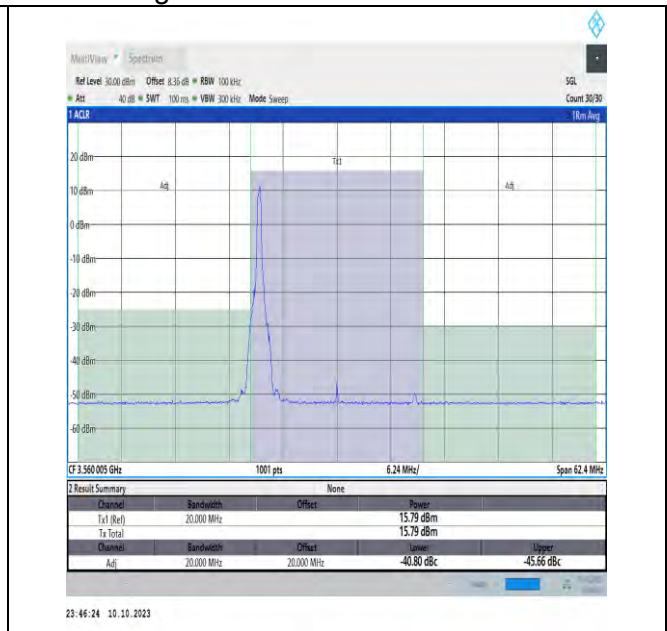 MultiView Spectrum
Ref Level 30.00 dBm Offset 8.36 dB RBW 100 kHz SGL
Att 40 dB SWT 100 ms VBW 300 kHz Mode Sweep Count 30/30
1 ACLR 1Rm Avg
Tx1
20 dBm
Adj Adj
10 dBm
0 dBm
-10 dBm
-20 dBm
-30 dBm
-40 dBm
-50 dBm
-60 dBm
CF 3.560 005 GHz 1001 pts 6.24 MHz/ Span 62.4 MHz
2 Result Summary None
Channel Bandwidth Offset Power
Tx1 (Ref) 20.000 MHz 15.79 dBm
Tx Total 15.79 dBm
Channel Bandwidth Offset Lower Upper
Adj 20.000 MHz 20.000 MHz -40.80 dBc -45.66 dBc
23:46:24 10.10.2023